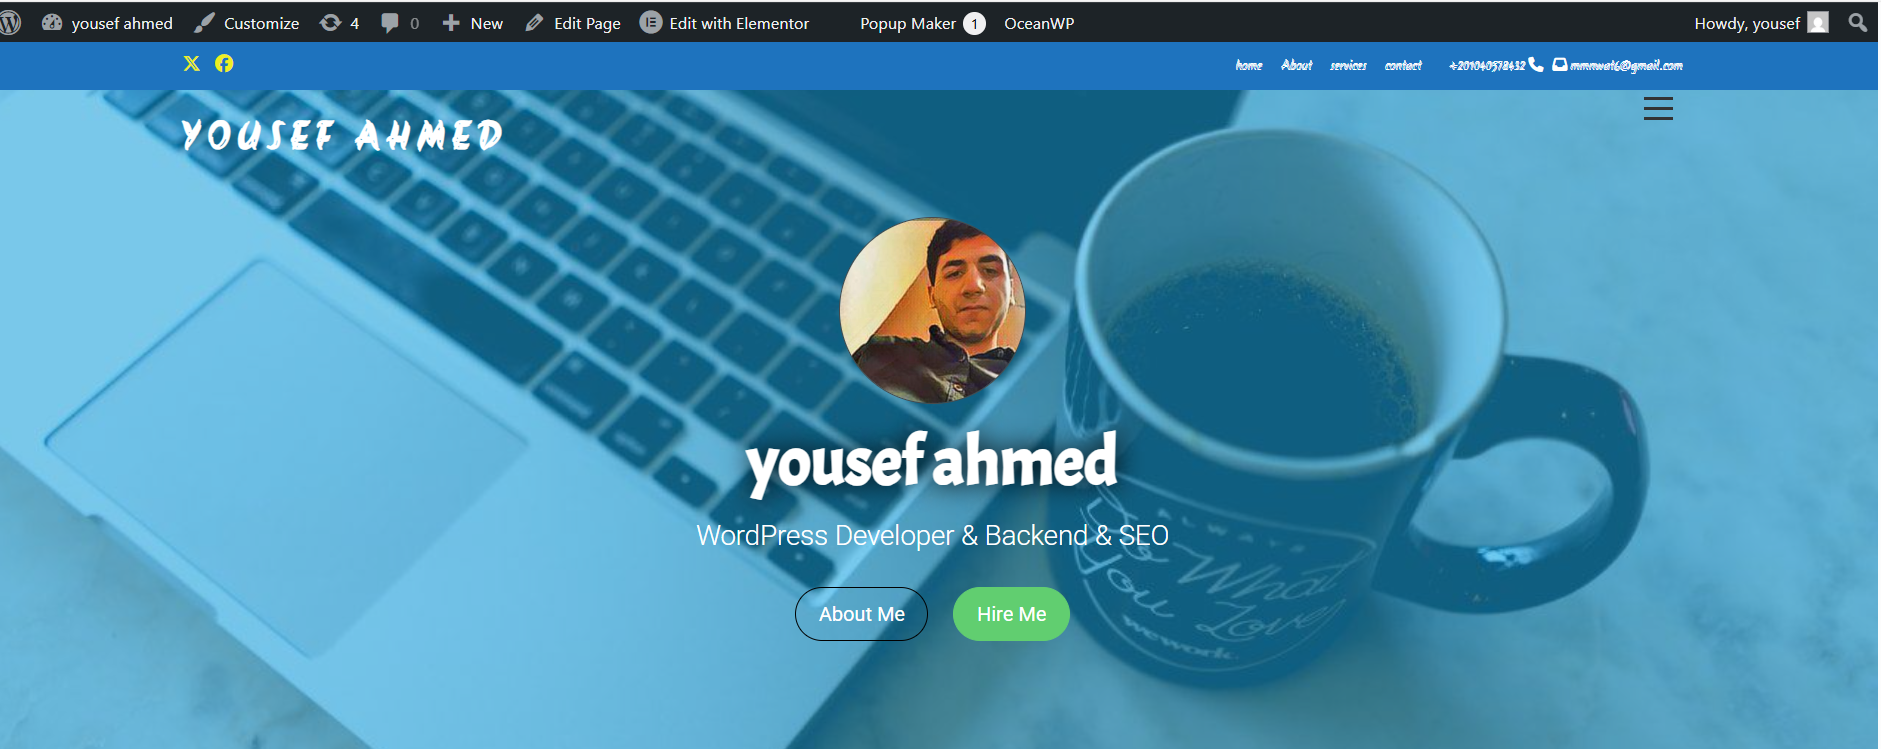 yousef ahmed Customize 4 0 New Edit Page Edit with Elementor Popup Maker 1 OceanWP Howdy, yousef
home About services contact +201040578432 mmmwat6@gmail.com
YOUSEF AHMED
yousef ahmed
WordPress Developer & Backend & SEO
About Me Hire Me
ALWAYS
Do What
You Love
wework